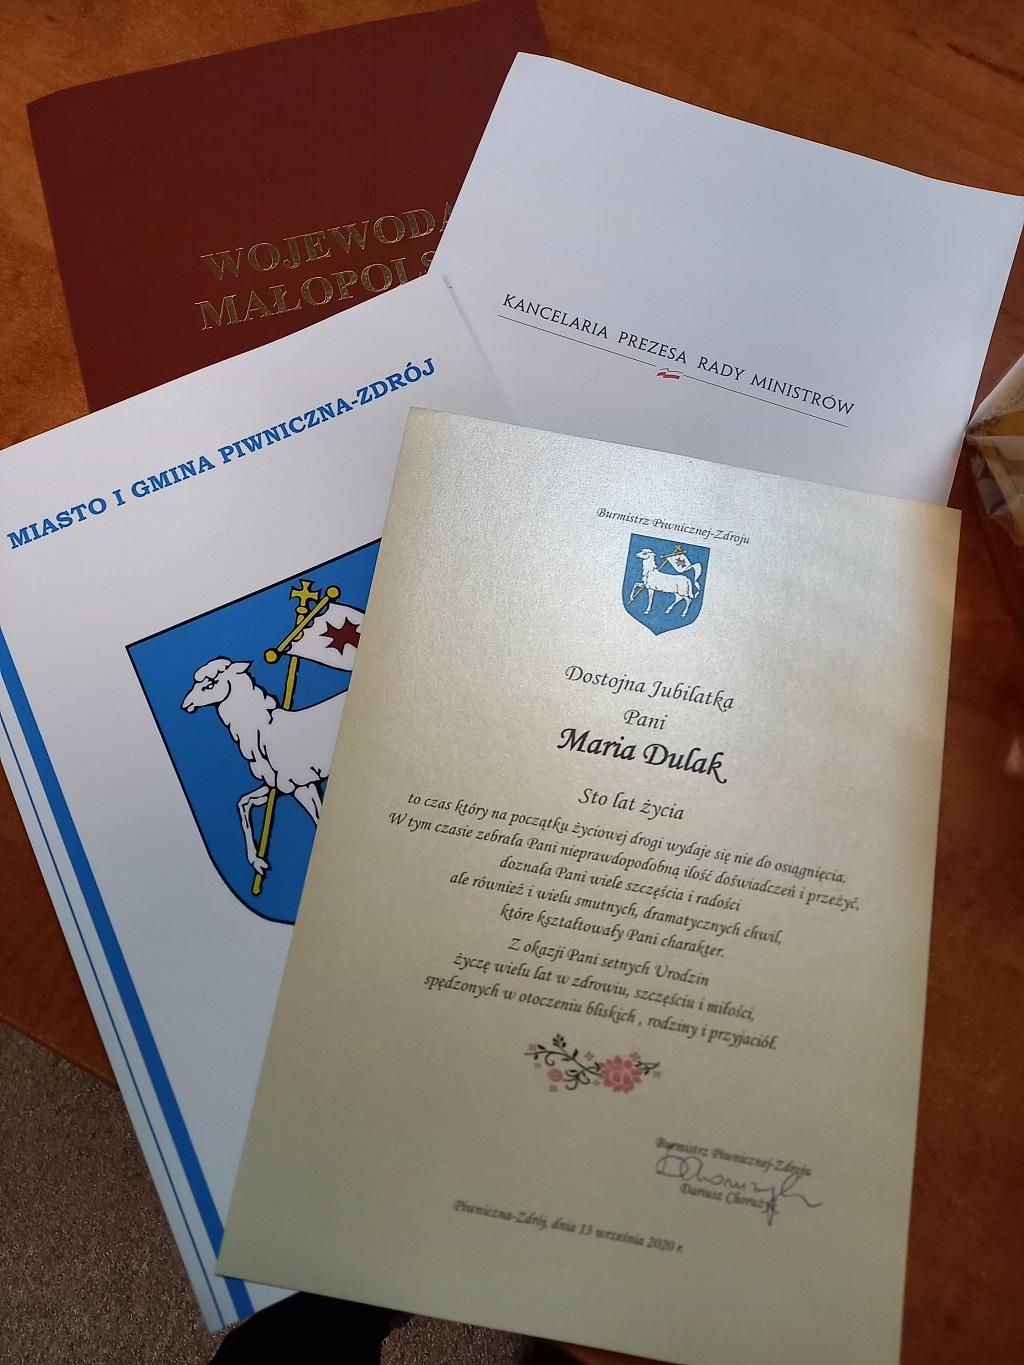 WOJEWODA
MAŁOPOLS
KANCELARIA PREZESA RADY MINISTRÓW
MIASTO I GMINA PIWNICZNA-ZDRÓJ
Burmistrz Piwnicznej-Zdroju
Dostojna Jubilatka
Pani
Maria Dulak
Sto lat życia
to czas który na początku życiowej drogi wydaje się nie do osiągnięcia.
W tym czasie zebrała Pani nieprawdopodobną ilość doświadczeń i przeżyć,
doznała Pani wiele szczęścia i radości
ale również i wielu smutnych, dramatycznych chwil,
które kształtowały Pani charakter.
Z okazji Pani setnych Urodzin
życzę wielu lat w zdrowiu, szczęściu i miłości,
spędzonych w otoczeniu bliskich , rodziny i przyjaciół.
Burmistrz Piwnicznej-Zdroju
Dariusz Chorużyk
Piwniczna-Zdrój, dnia 13 września 2020 r.